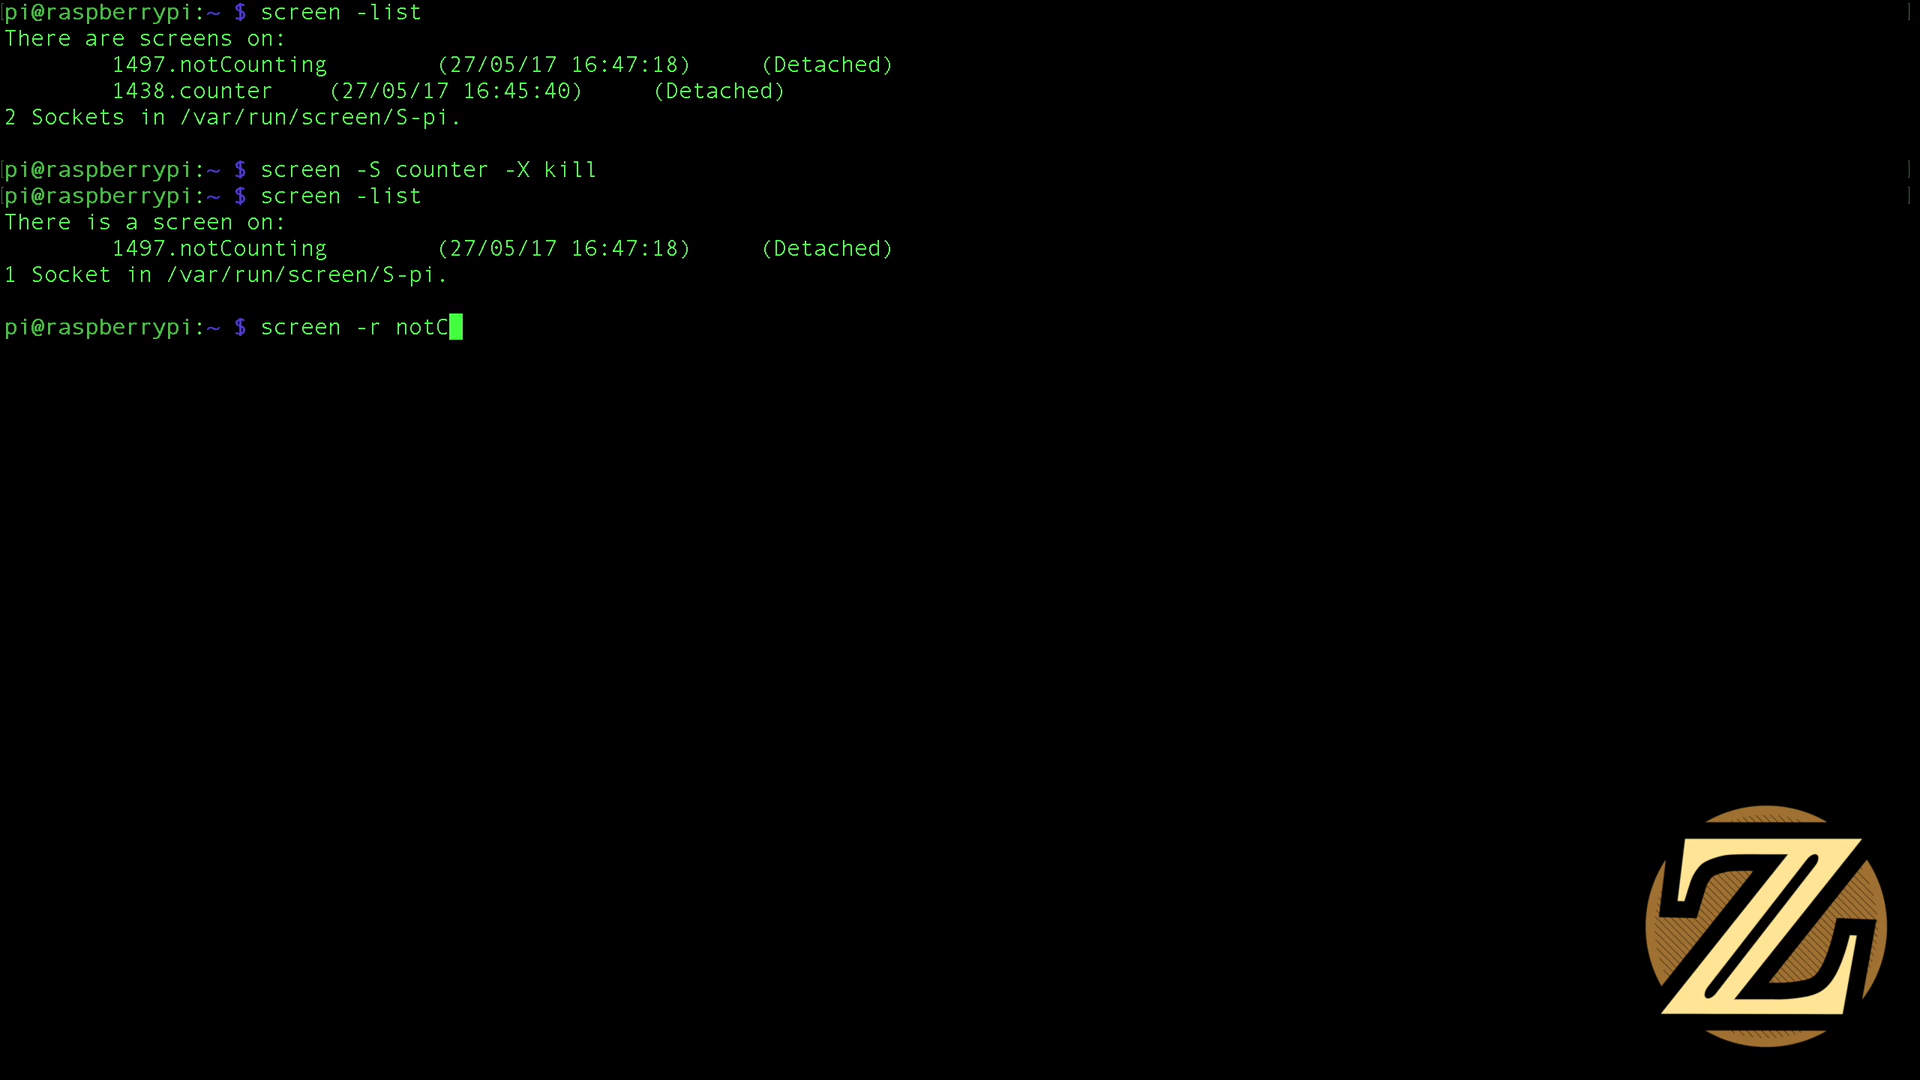 pi@raspberrypi:~ $ screen -list
There are screens on:
        1497.notCounting        (27/05/17 16:47:18)     (Detached)
        1438.counter    (27/05/17 16:45:40)     (Detached)
2 Sockets in /var/run/screen/S-pi.
pi@raspberrypi:~ $ screen -S counter -X kill
pi@raspberrypi:~ $ screen -list
There is a screen on:
        1497.notCounting        (27/05/17 16:47:18)     (Detached)
1 Socket in /var/run/screen/S-pi.
pi@raspberrypi:~ $ screen -r notC
Z